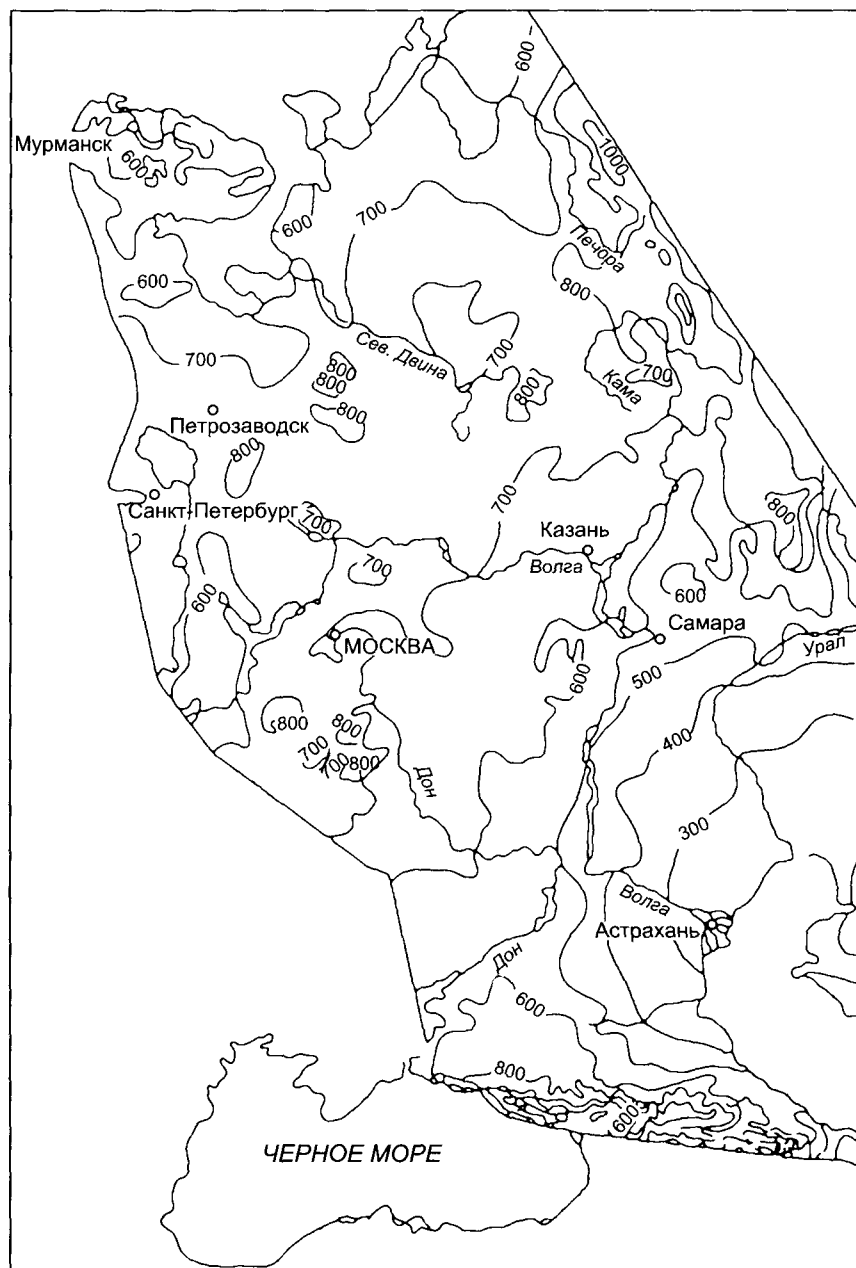 600
1000
Мурманск
600
Печора
600
700
800
600
700
Сев. Двина
700
700
800
800
800
800
Кама
Петрозаводск
800
700
800
Санкт-Петербург
700
Казань
Волга
700
600
600
Самара
МОСКВА
Урал
600
500
800
800
700
700
800
400
Дон
300
Волга
Астрахань
Дон
600
800
600
ЧЕРНОЕ МОРЕ